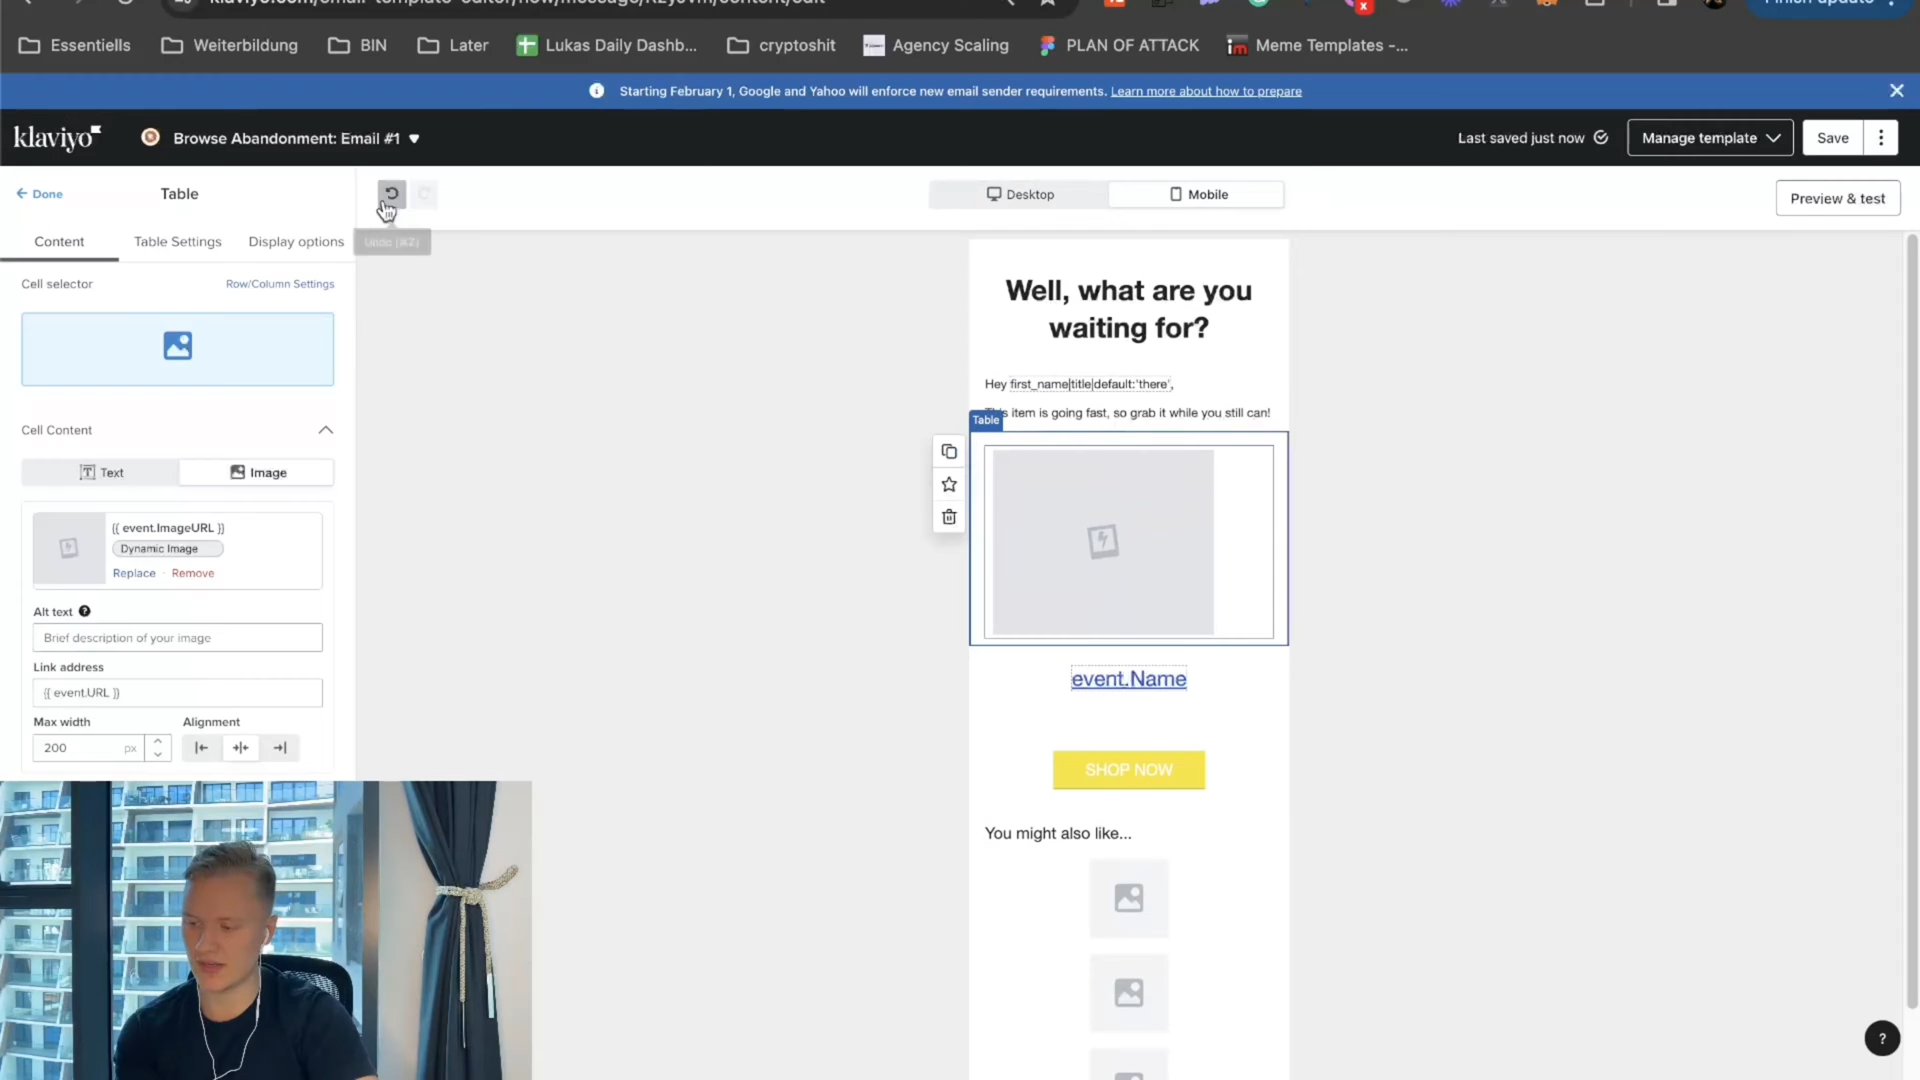 Essentiells
Weiterbildung
BIN
Later
Lukas Daily Dashb...
cryptoshit
Agency Scaling
PLAN OF ATTACK
Meme Templates -...
Starting February 1, Google and Yahoo will enforce new email sender requirements. Learn more about how to prepare
klaviyo
Browse Abandonment: Email #1
Last saved just now
Manage template
Save
Done
Table
Desktop
Mobile
Preview & test
Content
Table Settings
Display options
Undo (⌘Z)
Cell selector
Row/Column Settings
Cell Content
Text
Image
{{ event.ImageURL }}
Dynamic Image
Replace · Remove
Alt text
Brief description of your image
Link address
{{ event.URL }}
Max width
Alignment
200 px
Well, what are you
waiting for?
Hey first_name|title|default:'there',
This item is going fast, so grab it while you still can!
Table
event.Name
SHOP NOW
You might also like...
?